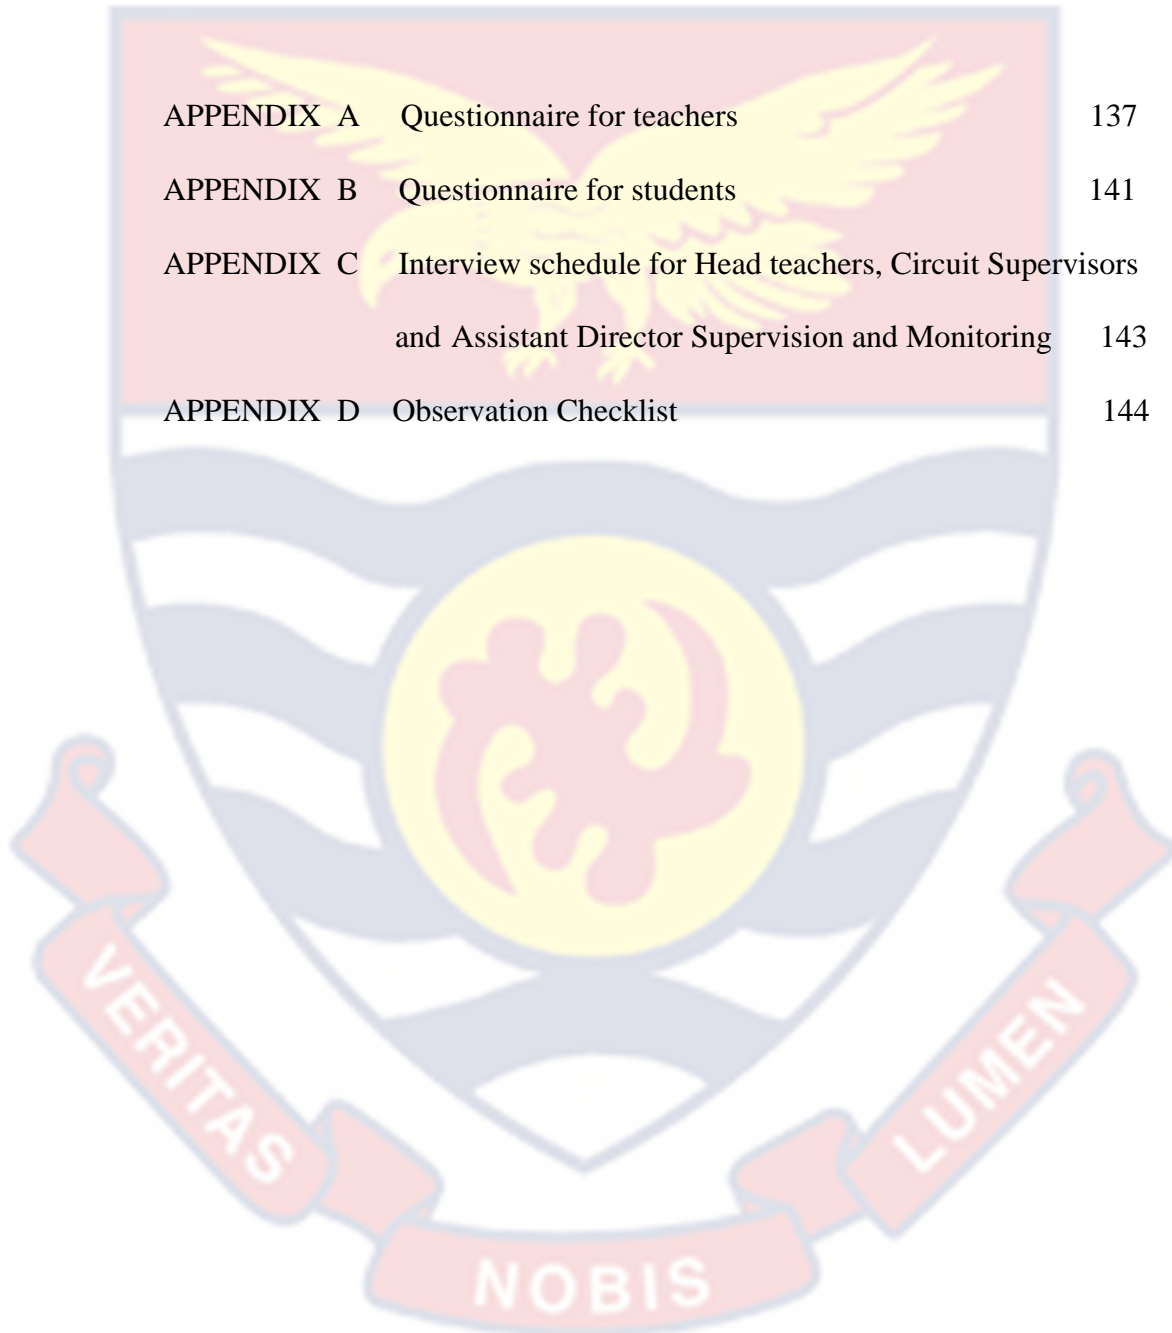 APPENDIX A Questionnaire for teachers 137
APPENDIX B Questionnaire for students 141
APPENDIX C Interview schedule for Head teachers, Circuit Supervisors
and Assistant Director Supervision and Monitoring 143
APPENDIX D Observation Checklist 144
VERITAS
NOBIS
LUMEN